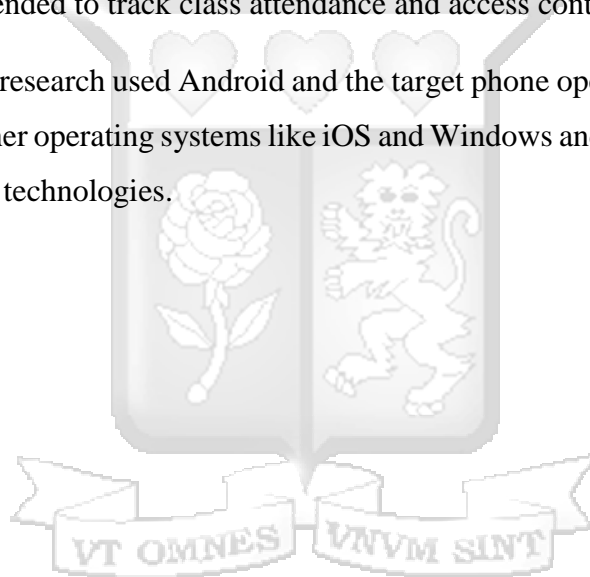 ended to track class attendance and access cont
research used Android and the target phone ope
her operating systems like iOS and Windows and
technologies.
VT OMNES VNVM SINT